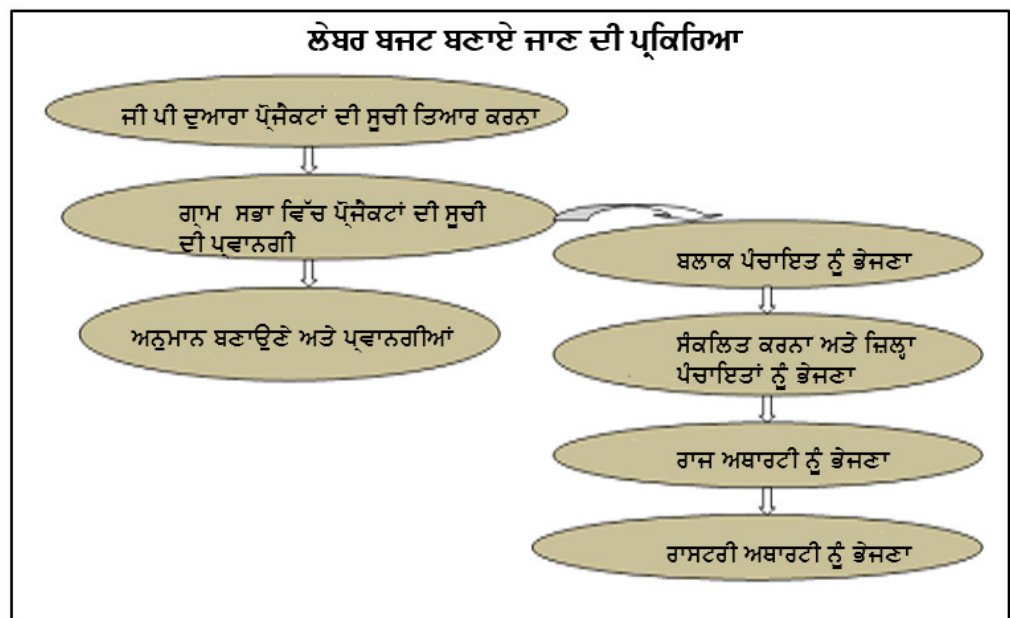 ਲੇਬਰ ਬਜਟ ਬਣਾਏ ਜਾਣ ਦੀ ਪ੍ਰਕਿਰਿਆ
ਜੀ ਪੀ ਦੁਆਰਾ ਪ੍ਰੋਜੈਕਟਾਂ ਦੀ ਸੂਚੀ ਤਿਆਰ ਕਰਨਾ
ਗ੍ਰਾਮ ਸਭਾ ਵਿੱਚ ਪ੍ਰੋਜੈਕਟਾਂ ਦੀ ਸੂਚੀ
ਦੀ ਪ੍ਰਵਾਨਗੀ
ਅਨੁਮਾਨ ਬਣਾਉਣੇ ਅਤੇ ਪ੍ਰਵਾਨਗੀਆਂ
ਬਲਾਕ ਪੰਚਾਇਤ ਨੂੰ ਭੇਜਣਾ
ਸੰਕਲਿਤ ਕਰਨਾ ਅਤੇ ਜ਼ਿਲ੍ਹਾ
ਪੰਚਾਇਤਾਂ ਨੂੰ ਭੇਜਣਾ
ਰਾਜ ਅਥਾਰਟੀ ਨੂੰ ਭੇਜਣਾ
ਰਾਸਟਰੀ ਅਥਾਰਟੀ ਨੂੰ ਭੇਜਣਾ